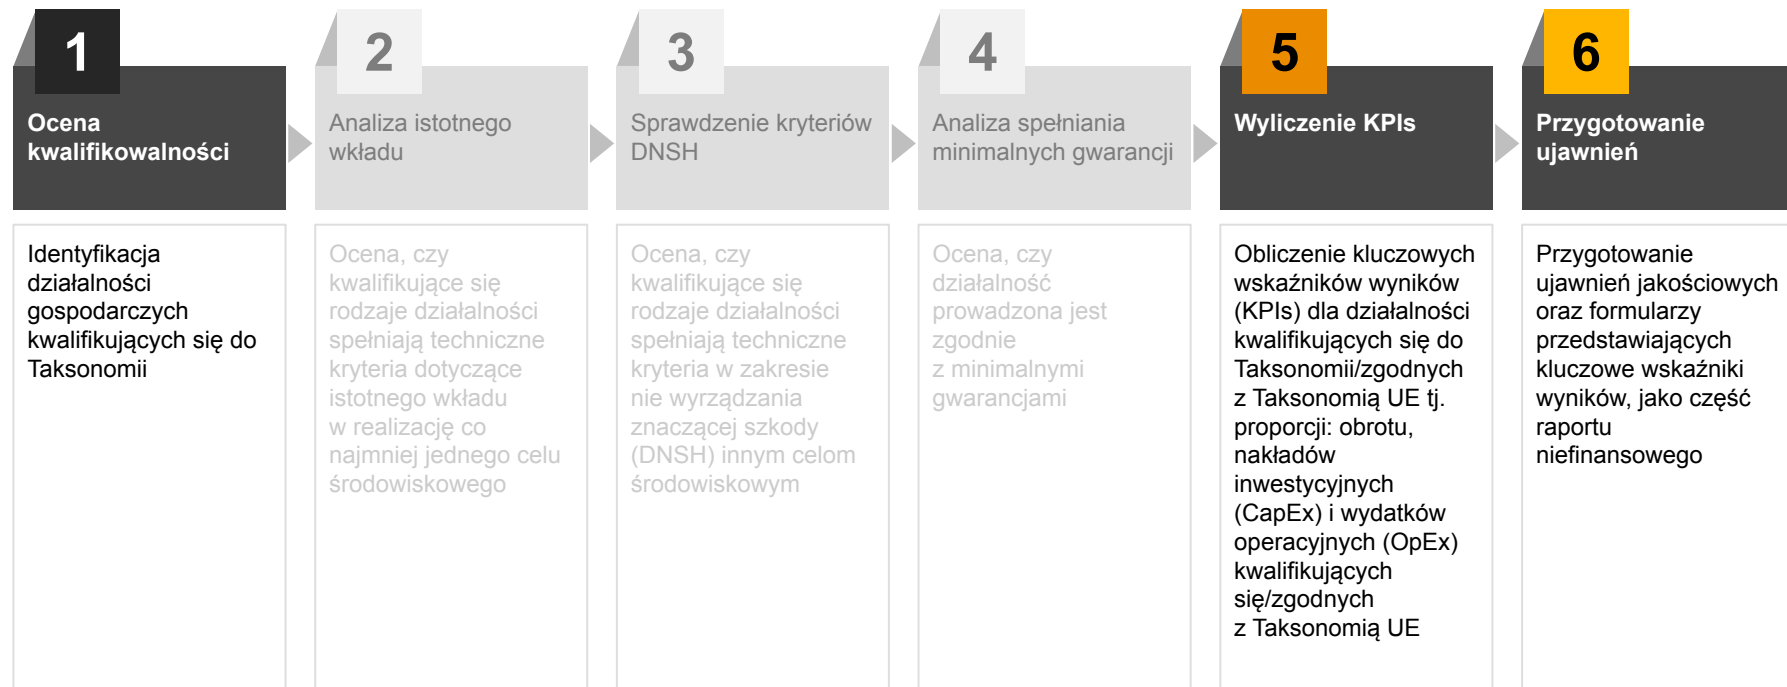 1
Ocena
kwalifikowalności
Identyfikacja
działalności
gospodarczych
kwalifikujących się do
Taksonomii
2
Analiza istotnego
wkładu
Ocena, czy
kwalifikujące się
rodzaje działalności
spełniają techniczne
kryteria dotyczące
istotnego wkładu
w realizację co
najmniej jednego celu
środowiskowego
3
Sprawdzenie kryteriów
DNSH
Ocena, czy
kwalifikujące się
rodzaje działalności
spełniają techniczne
kryteria w zakresie
nie wyrządzania
znaczącej szkody
(DNSH) innym celom
środowiskowym
4
Analiza spełniania
minimalnych gwarancji
Ocena, czy
działalność
prowadzona jest
zgodnie
z minimalnymi
gwarancjami
5
Wyliczenie KPIs
Obliczenie kluczowych
wskaźników wyników
(KPIs) dla działalności
kwalifikujących się do
Taksonomii/zgodnych
z Taksonomią UE tj.
proporcji: obrotu,
nakładów
inwestycyjnych
(CapEx) i wydatków
operacyjnych (OpEx)
kwalifikujących
się/zgodnych
z Taksonomią UE
6
Przygotowanie
ujawnień
Przygotowanie
ujawnień jakościowych
oraz formularzy
przedstawiających
kluczowe wskaźniki
wyników, jako część
raportu
niefinansowego